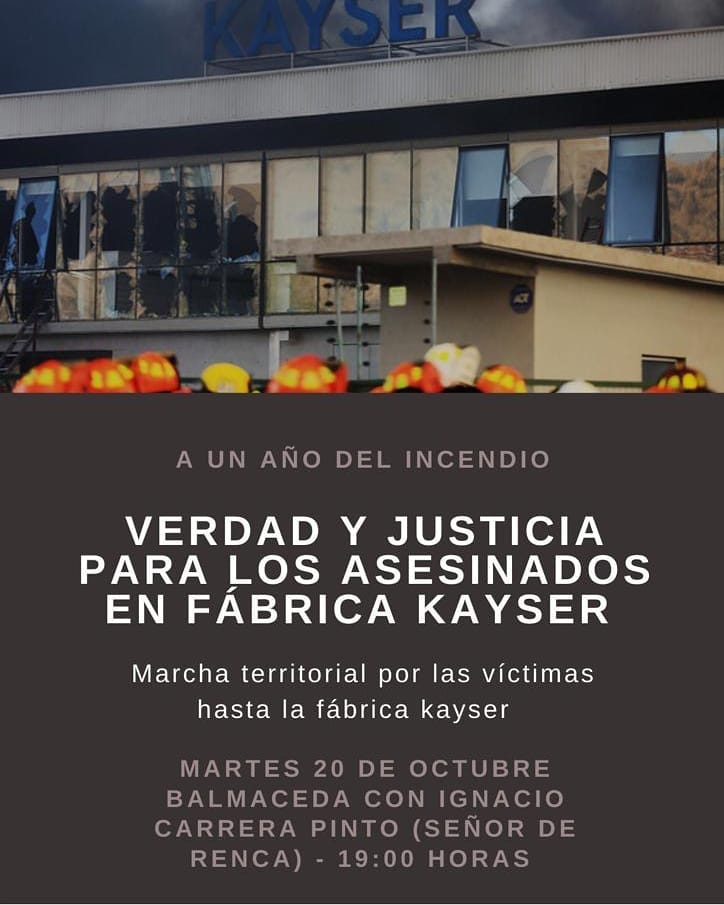 KAYSER
ADT
A UN AÑO DEL INCENDIO
VERDAD Y JUSTICIA
PARA LOS ASESINADOS
EN FÁBRICA KAYSER
Marcha territorial por las víctimas
hasta la fábrica kayser
MARTES 20 DE OCTUBRE
BALMACEDA CON IGNACIO
CARRERA PINTO (SEÑOR DE
RENCA) - 19:00 HORAS